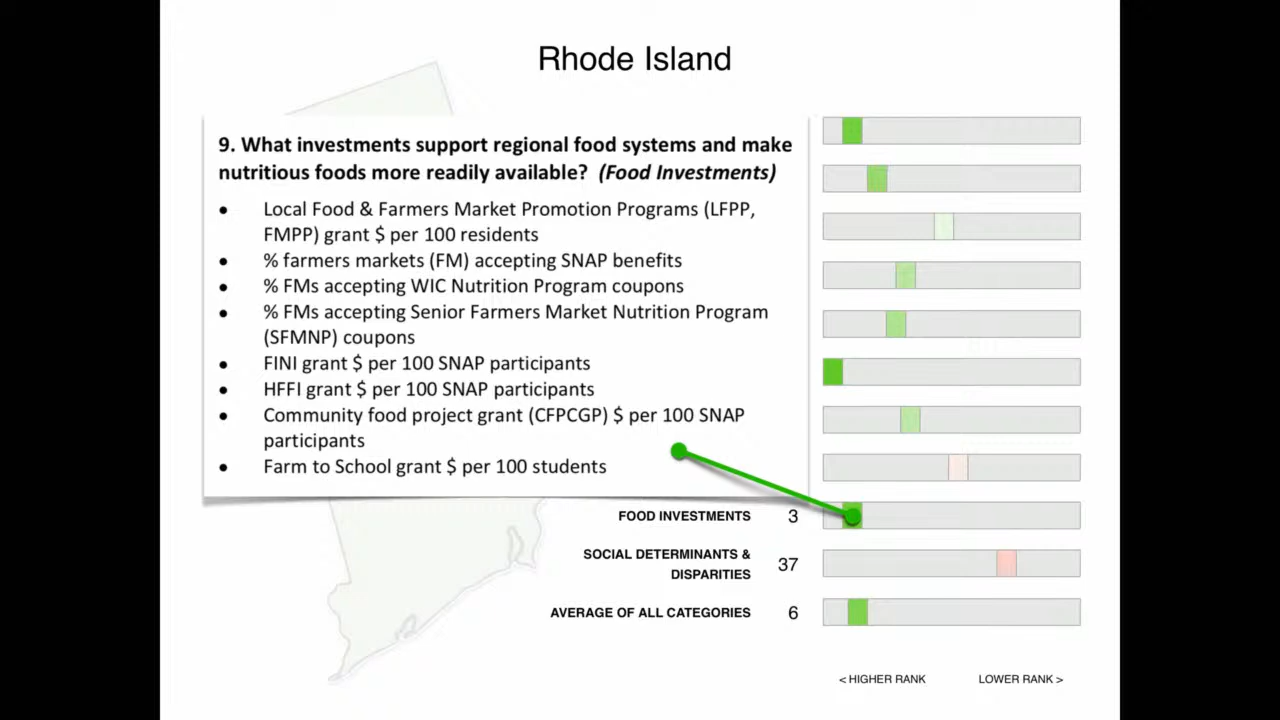 Rhode Island
9. What investments support regional food systems and make
nutritious foods more readily available? (Food Investments)
● Local Food & Farmers Market Promotion Programs (LFPP,
FMPP) grant $ per 100 residents
● % farmers markets (FM) accepting SNAP benefits
● % FMs accepting WIC Nutrition Program coupons
● % FMs accepting Senior Farmers Market Nutrition Program
(SFMNP) coupons
● FINI grant $ per 100 SNAP participants
● HFFI grant $ per 100 SNAP participants
● Community food project grant (CFPCGP) $ per 100 SNAP
participants
● Farm to School grant $ per 100 students
FOOD INVESTMENTS 3
SOCIAL DETERMINANTS &
DISPARITIES 37
AVERAGE OF ALL CATEGORIES 6
< HIGHER RANK LOWER RANK >